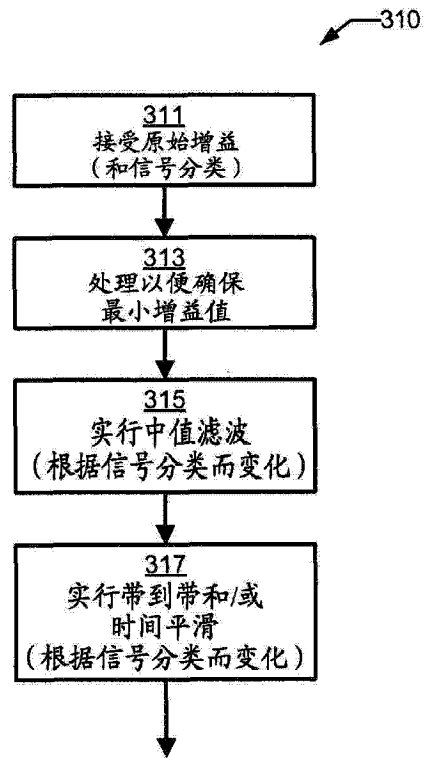 310
311
接受原始增益
(和信号分类)
313
处理以便确保
最小增益值
315
实行中值滤波
(根据信号分类而变化)
317
实行带到带和/或
时间平滑
(根据信号分类而变化)